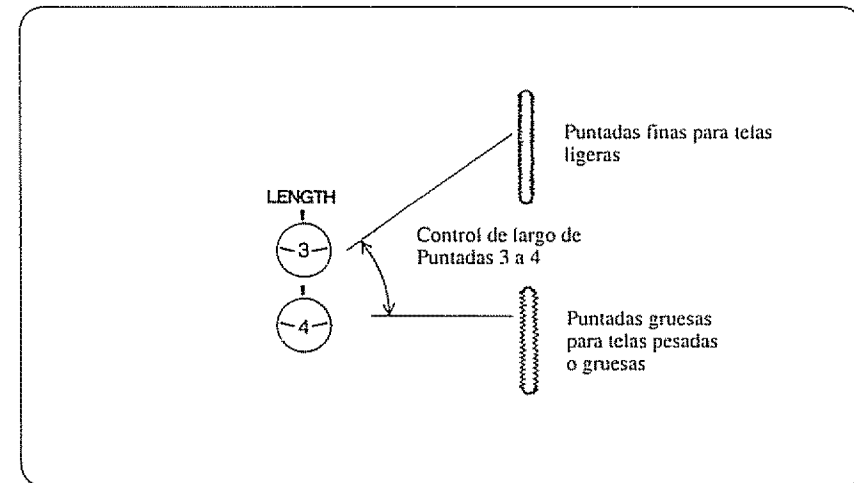 Puntadas finas para telas
ligeras
LENGTH
3
Control de largo de
Puntadas 3 a 4
4
Puntadas gruesas
para telas pesadas
o gruesas